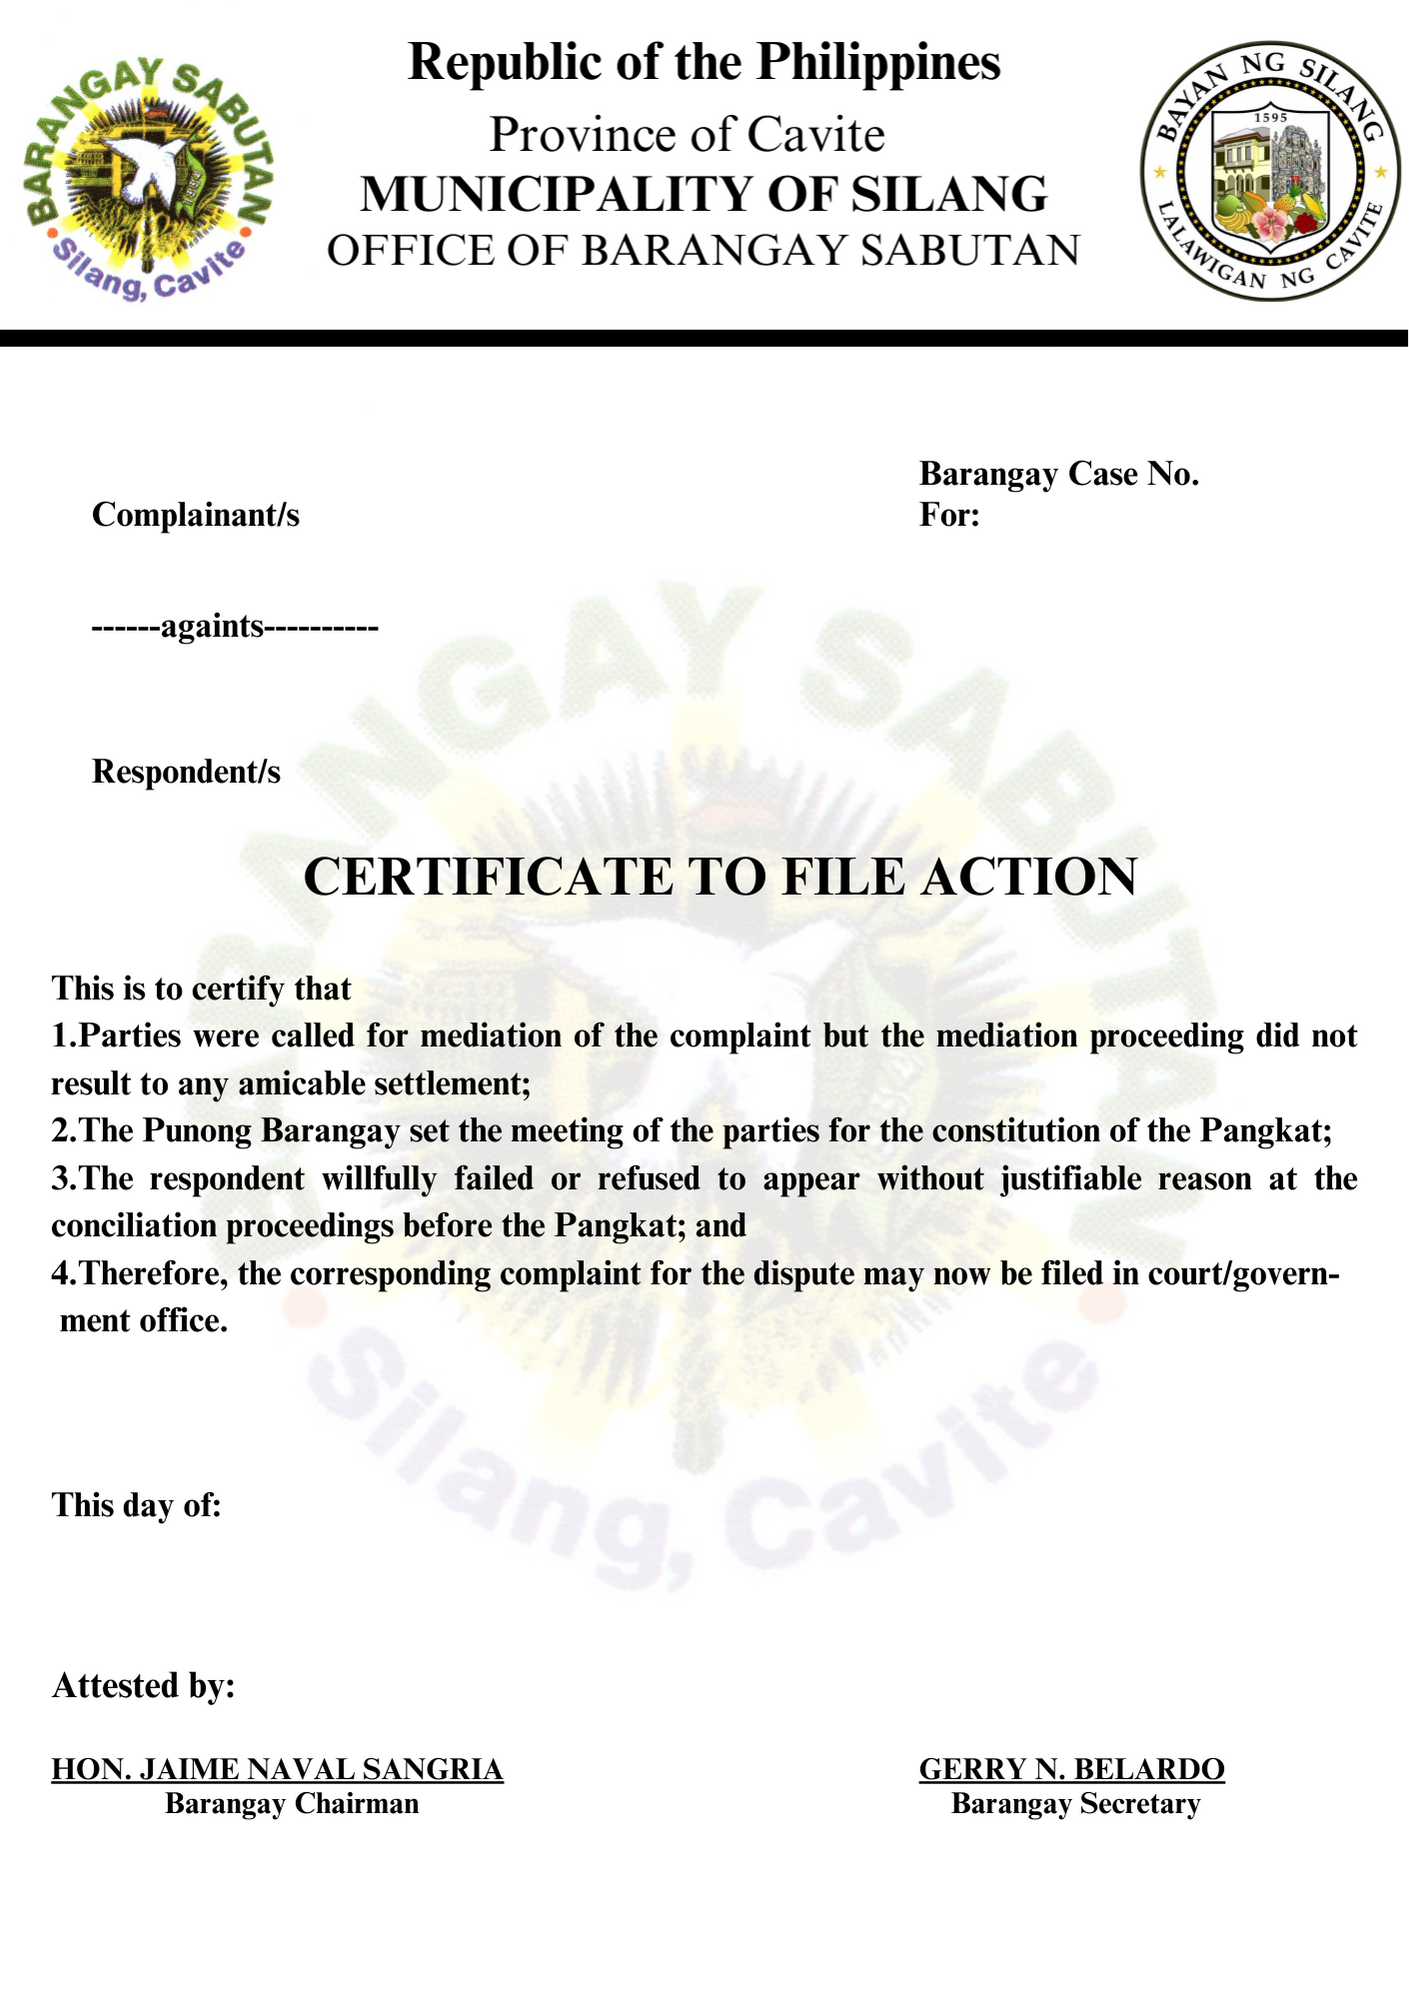 BARANGAY SABUTAN
Silang, Cavite
Republic of the Philippines
Province of Cavite
MUNICIPALITY OF SILANG
OFFICE OF BARANGAY SABUTAN
BAYAN NG SILANG
1595
LALAWIGAN NG CAVITE
Barangay Case No.
Complainant/s
For:
------againts----------
Respondent/s
CERTIFICATE TO FILE ACTION
This is to certify that
1.Parties were called for mediation of the complaint but the mediation proceeding did not
result to any amicable settlement;
2.The Punong Barangay set the meeting of the parties for the constitution of the Pangkat;
3.The respondent willfully failed or refused to appear without justifiable reason at the
conciliation proceedings before the Pangkat; and
4.Therefore, the corresponding complaint for the dispute may now be filed in court/govern-
ment office.
BARANGAY SABUTAN
Silang, Cavite
This day of:
Attested by:
HON. JAIME NAVAL SANGRIA
GERRY N. BELARDO
Barangay Chairman
Barangay Secretary